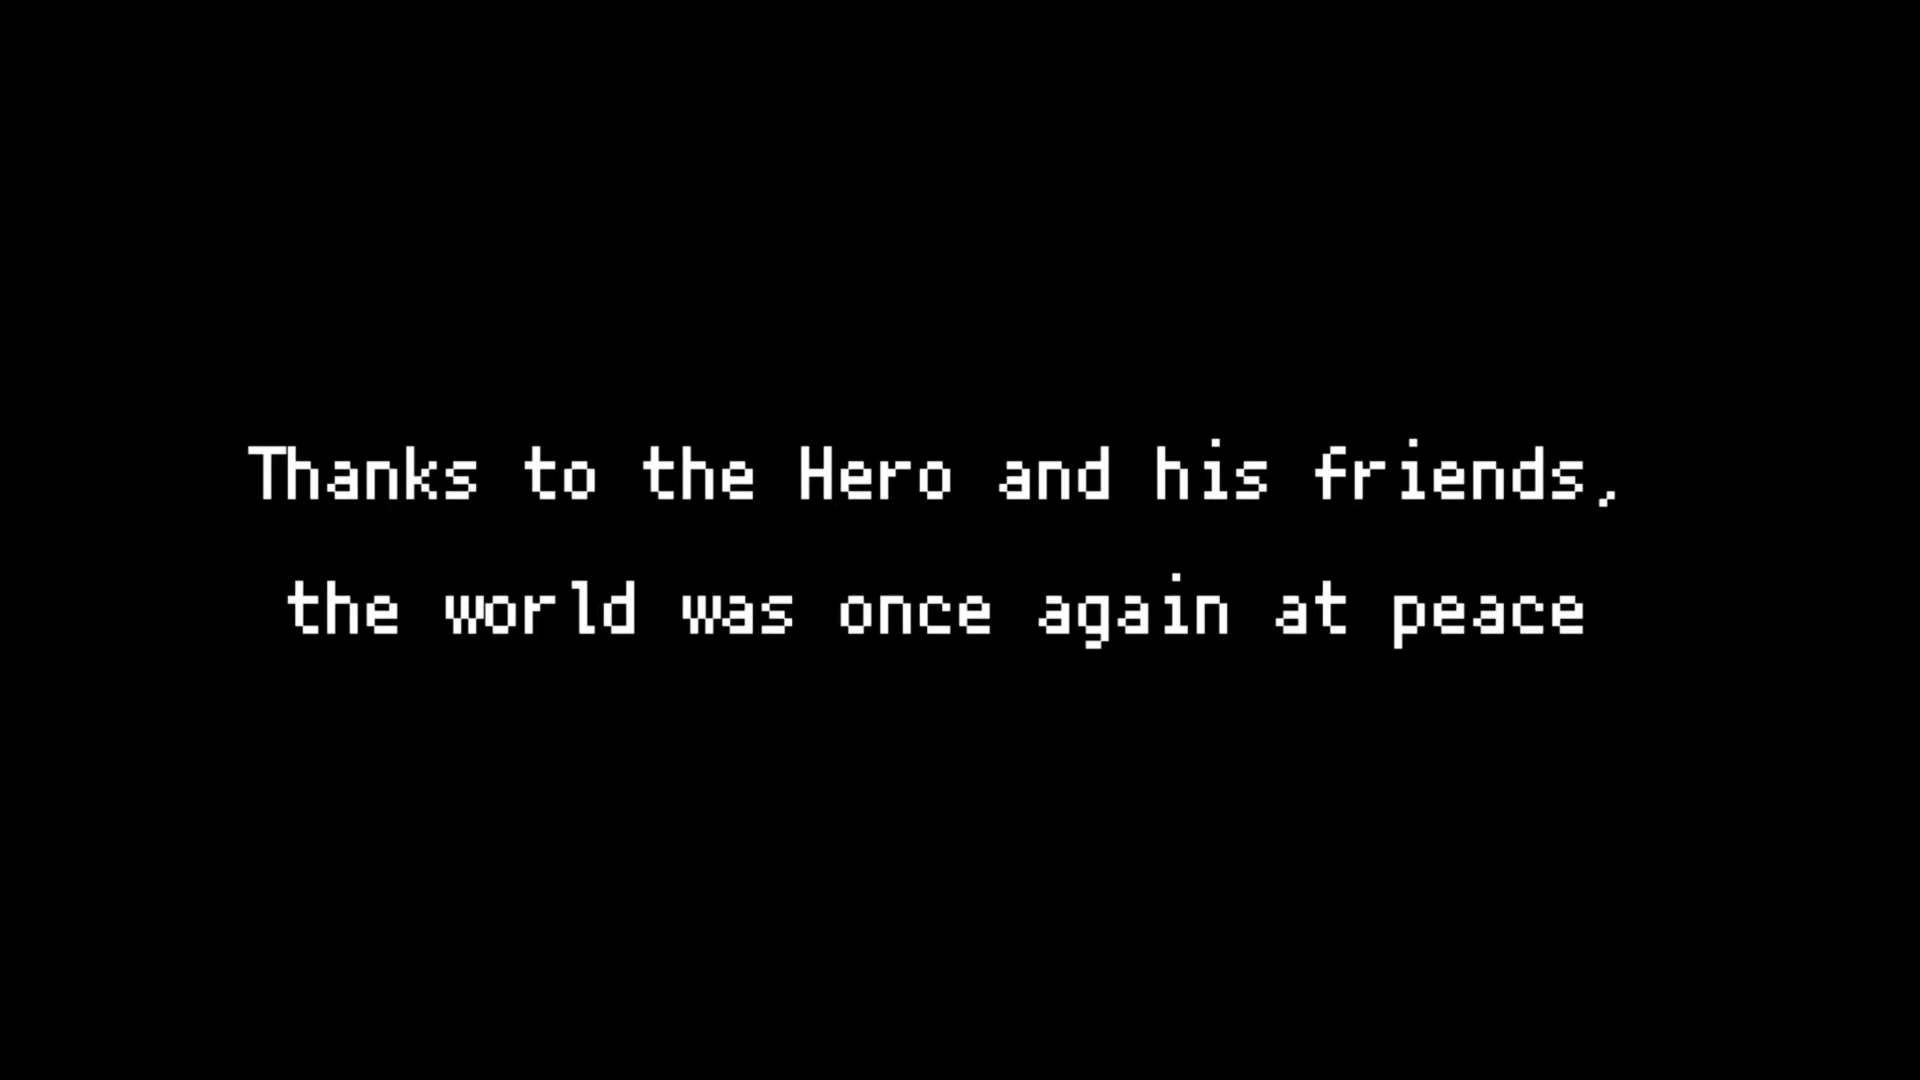 Thanks to the Hero and his friends,
the world was once again at peace